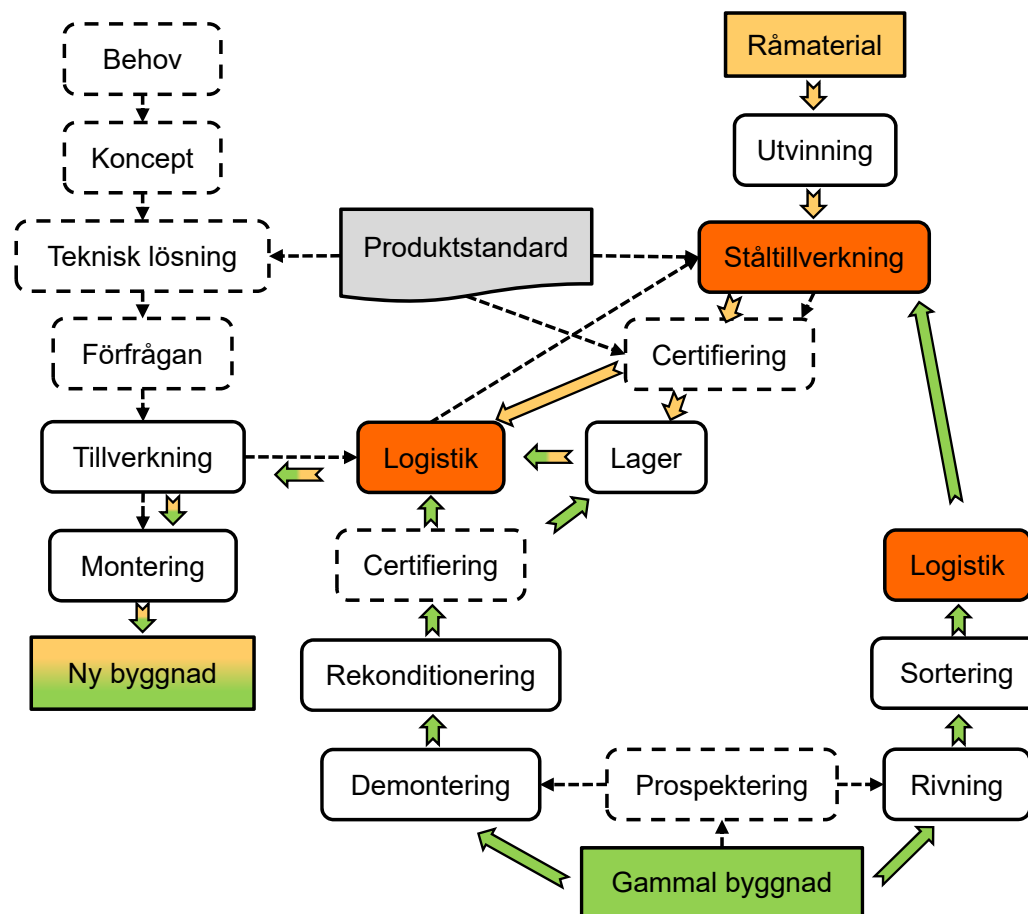 Behov
Råmaterial
Koncept
Utvinning
Teknisk lösning
Produktstandard
Ståltillverkning
Förfrågan
Certifiering
Tillverkning
Logistik
Lager
Montering
Certifiering
Logistik
Ny byggnad
Rekonditionering
Sortering
Demontering
Prospektering
Rivning
Gammal byggnad